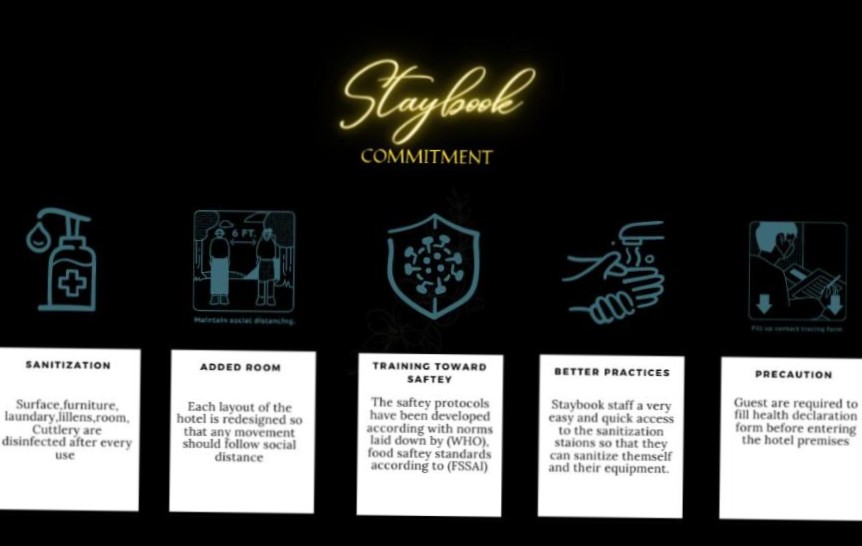 Staybook
COMMITMENT
6 FT.
Maintain social distancing.
Fill up contact tracing form
SANITIZATION
Surface,furniture,
laundary,lillens,room,
Cuttlery are
disinfected after every
use
ADDED ROOM
Each layout of the
hotel is redesigned so
that any movement
should follow social
distance
TRAINING TOWARD
SAFTEY
The saftey protocols
have been developed
according with norms
laid down by (WHO),
food saftey standards
according to (FSSAI)
BETTER PRACTICES
Staybook staff a very
easy and quick access
to the sanitization
staions so that they
can sanitize themself
and their equipment.
PRECAUTION
Guest are required to
fill health declaration
form before entering
the hotel premises